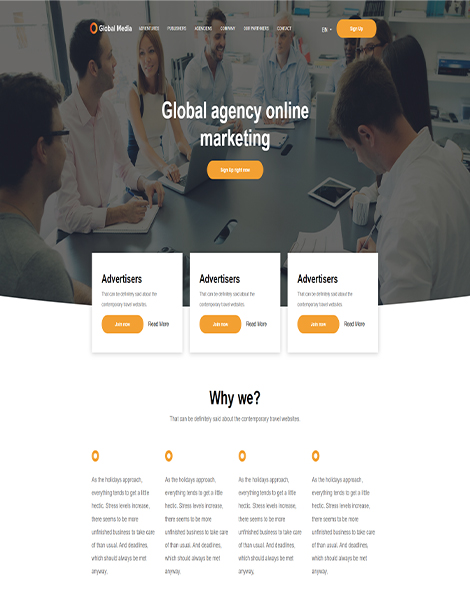 Global Media ADVERTISERS PUBLISHERS AGENCIES COMPANY OUR PARTNERS CONTACT EN Sign Up
Global agency online
marketing
Sign Up right now
Advertisers
That can be definitely said about the
contemporary travel websites.
Join now Read More
Advertisers
That can be definitely said about the
contemporary travel websites.
Join now Read More
Advertisers
That can be definitely said about the
contemporary travel websites.
Join now Read More
Why we?
That can be definitely said about the contemporary travel websites
As the holidays approach,
everything tends to get a little
hectic. Stress levels increase,
there seems to be more
unfinished business to take care
of than usual. And deadlines,
which should always be met
anyway,
As the holidays approach,
everything tends to get a little
hectic. Stress levels increase,
there seems to be more
unfinished business to take care
of than usual. And deadlines,
which should always be met
anyway,
As the holidays approach,
everything tends to get a little
hectic. Stress levels increase,
there seems to be more
unfinished business to take care
of than usual. And deadlines,
which should always be met
anyway,
As the holidays approach,
everything tends to get a little
hectic. Stress levels increase,
there seems to be more
unfinished business to take care
of than usual. And deadlines,
which should always be met
anyway,